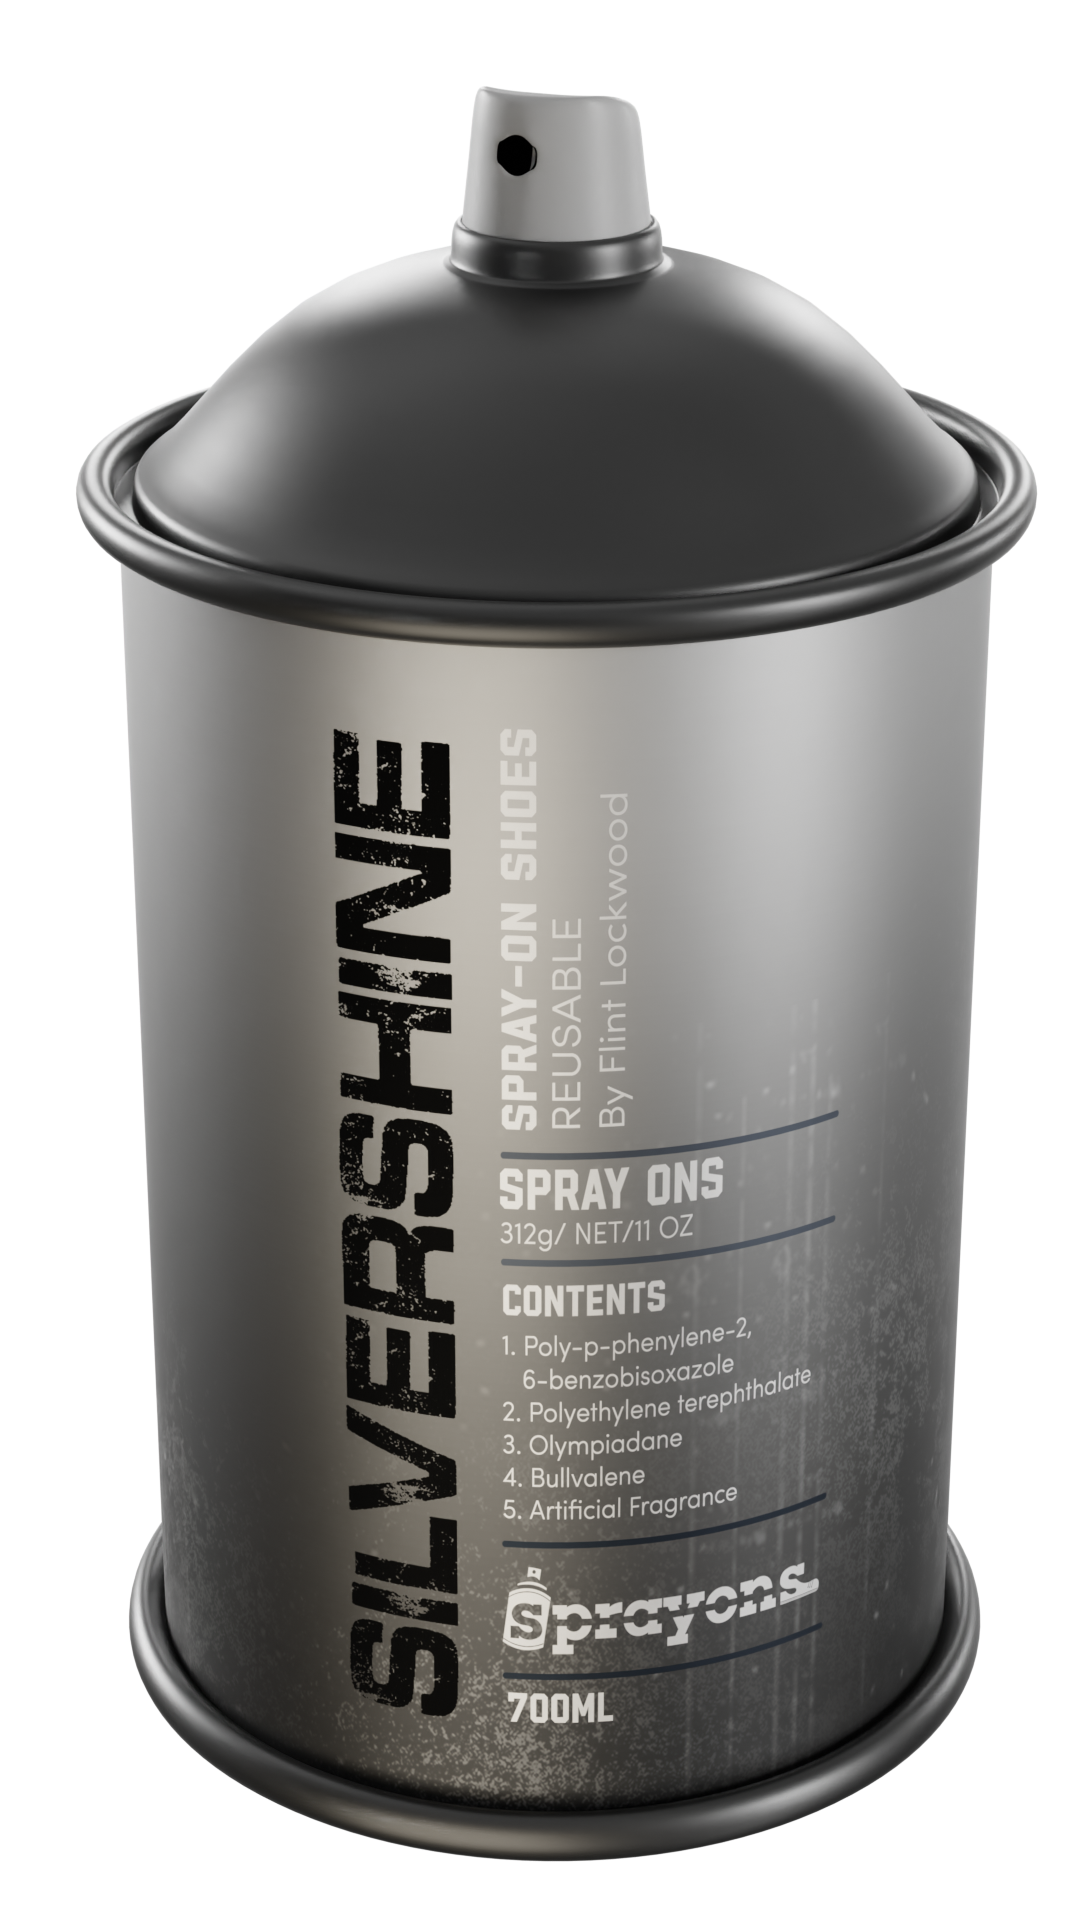 SILVERSHINE
SPRAY-ON SHOES
REUSABLE
By Flint Lockwood
SPRAY ONS
312g/ NET/11 OZ
CONTENTS
1. Poly-p-phenylene-2,
6-benzobisoxazole
2. Polyethylene terephthalate
3. Olympiadane
4. Bullvalene
5. Artificial Fragrance
Sprayons
700ML